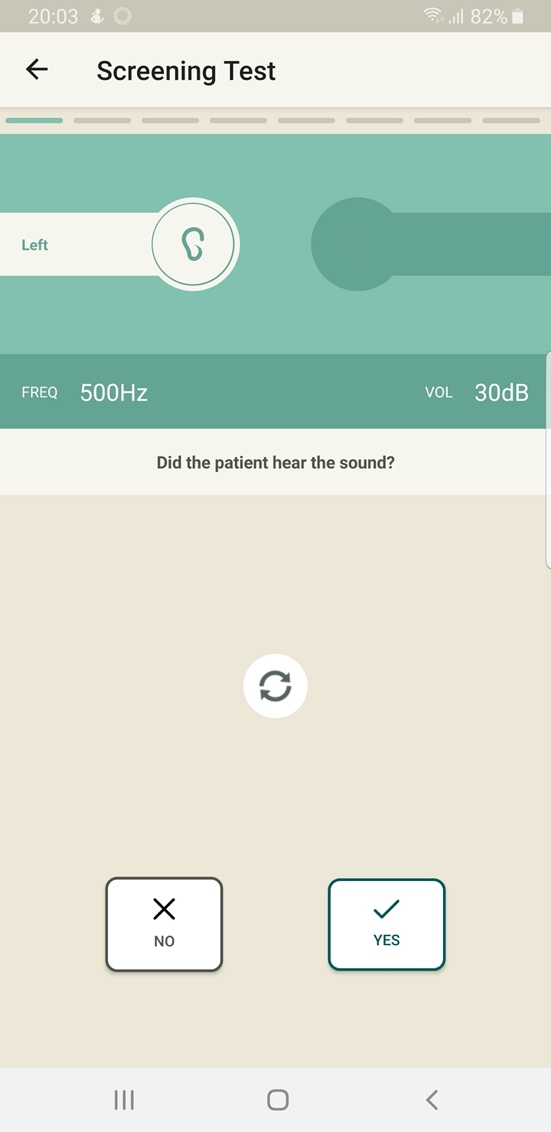 20:03 82%
Screening Test
Left
FREQ 500Hz VOL 30dB
Did the patient hear the sound?
NO YES